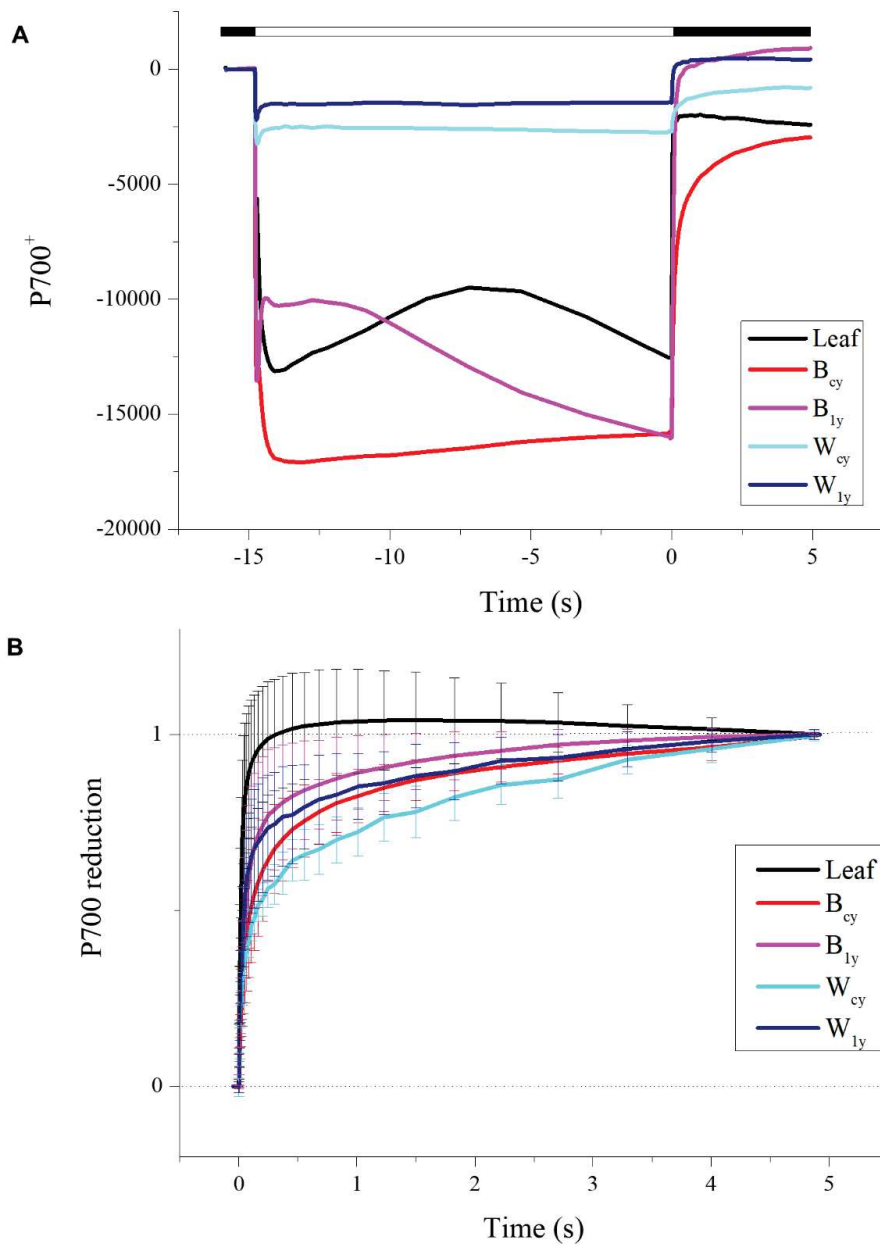 A
0
-5000
-10000
-15000
-20000
P700+
-15
-10
-5
0
5
Time (s)
Leaf
Bcy
B1y
Wcy
W1y
B
1
0
P700 reduction
0
1
2
3
4
5
Time (s)
Leaf
Bcy
B1y
Wcy
W1y